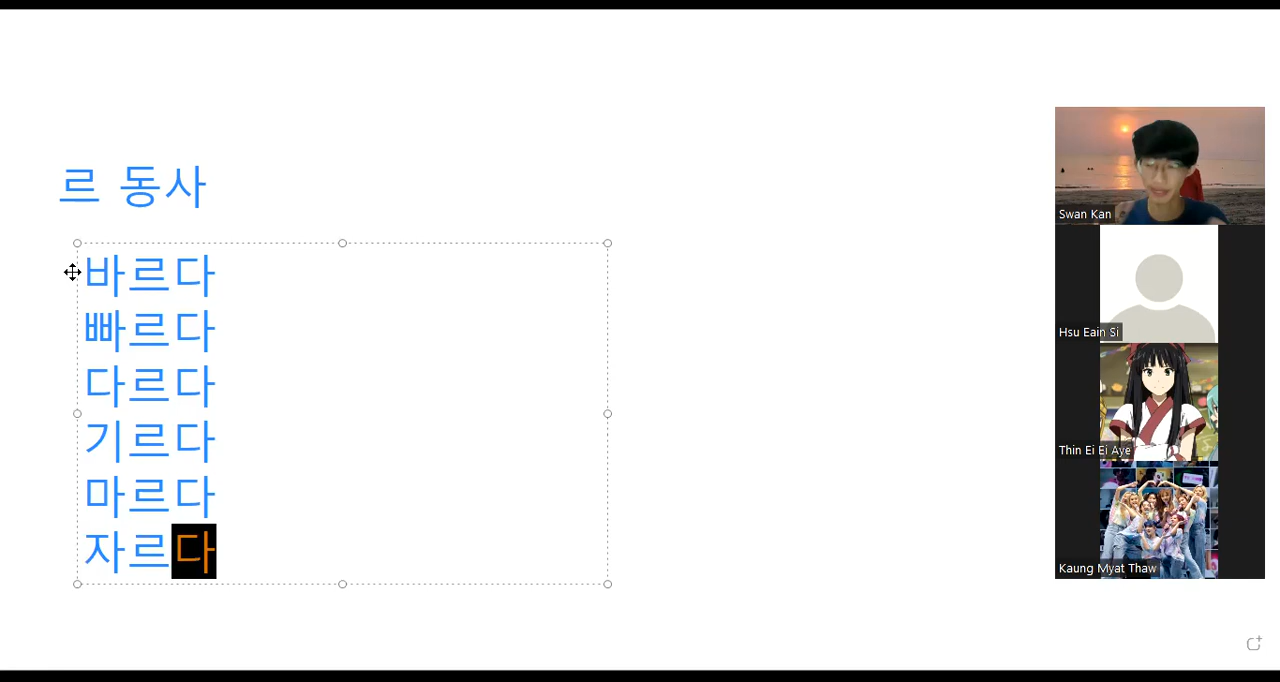 르 동사
바르다
빠르다
다르다
기르다
마르다
자르다
Swan Kan
Hsu Eain Si
Thin Ei Ei Aye
Kaung Myat Thaw